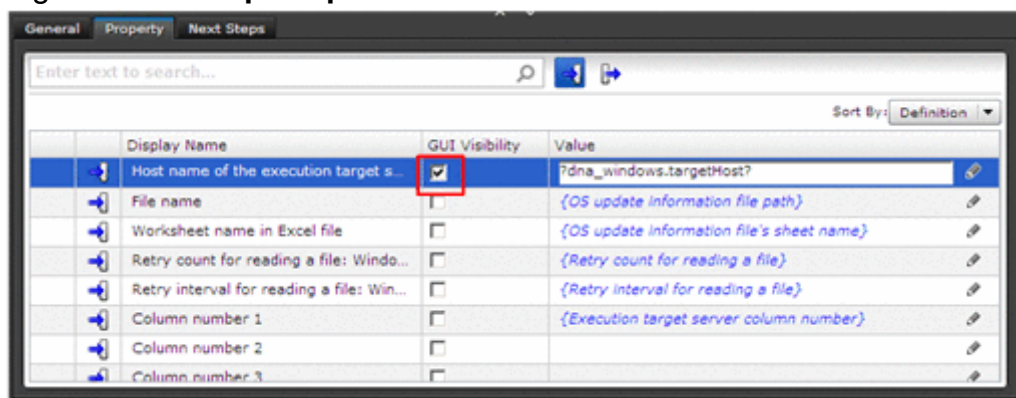 General Property Next Steps
Enter text to search...
Sort By: Definition
Display Name GUI Visibility Value
Host name of the execution target s... ?dna_windows.targetHost?
File name {OS update information file path}
Worksheet name in Excel file {OS update information file's sheet name}
Retry count for reading a file: Windo... {Retry count for reading a file}
Retry interval for reading a file: Win... {Retry interval for reading a file}
Column number 1 {Execution target server column number}
Column number 2
Column number 3